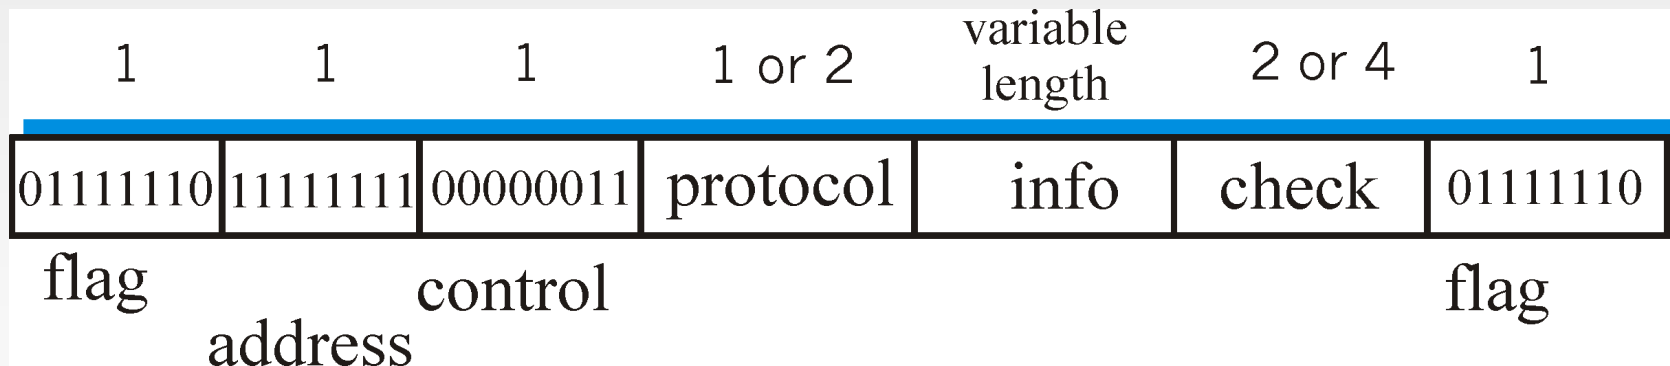 1 1 1 1 or 2 variable length 2 or 4 1
01111110 11111111 00000011 protocol info check 01111110
flag address control flag